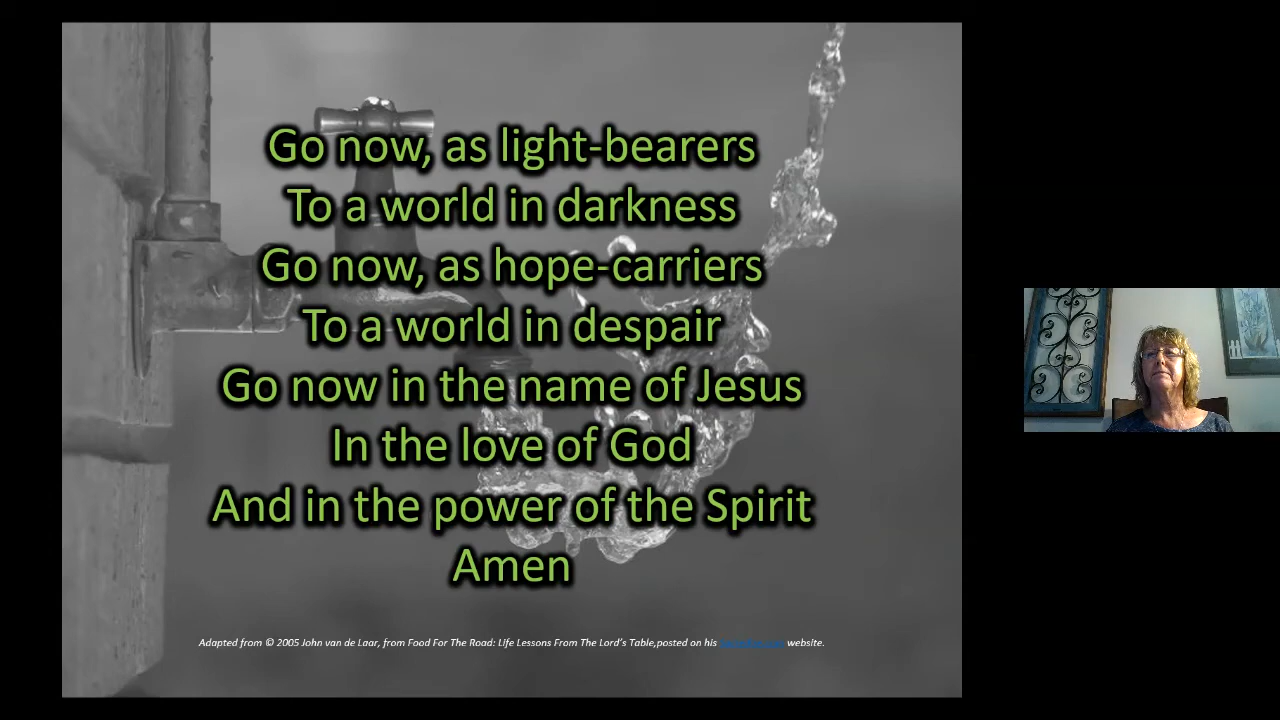 Go now, as light-bearers
To a world in darkness
Go now, as hope-carriers
To a world in despair
Go now in the name of Jesus
In the love of God
And in the power of the Spirit
Amen
Adapted from © 2005 John van de Laar, from Food For The Road: Life Lessons From The Lord's Table,posted on his website.